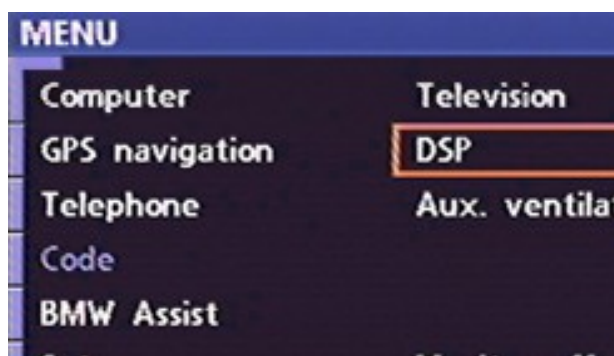 MENU
Computer
Television
GPS navigation
DSP
Telephone
Aux. ventila
Code
BMW Assist